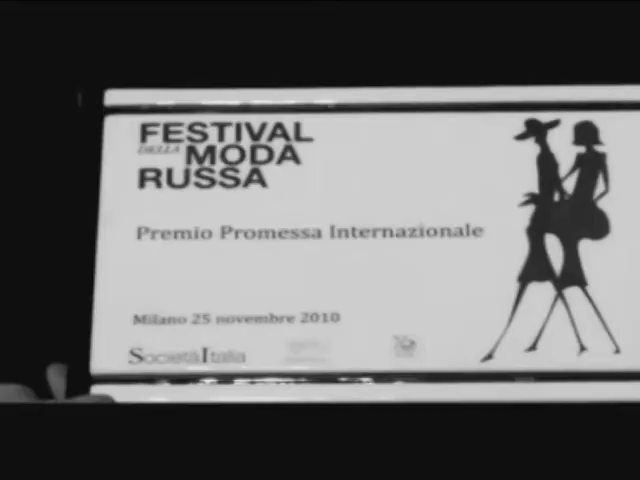 FESTIVAL
DELLA MODA
RUSSA
Premio Promessa Internazionale
Milano 25 novembre 2010
SocietàItalia